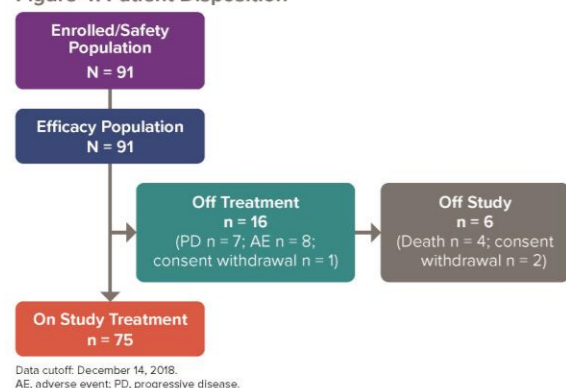 Figure 1. Patient Disposition
Enrolled/Safety
Population
N = 91
Efficacy Population
N = 91
Off Treatment
n = 16
(PD n = 7; AE n = 8;
consent withdrawal n = 1)
Off Study
n = 6
(Death n = 4; consent
withdrawal n = 2)
On Study Treatment
n = 75
Data cutoff: December 14, 2018.
AE, adverse event; PD, progressive disease.